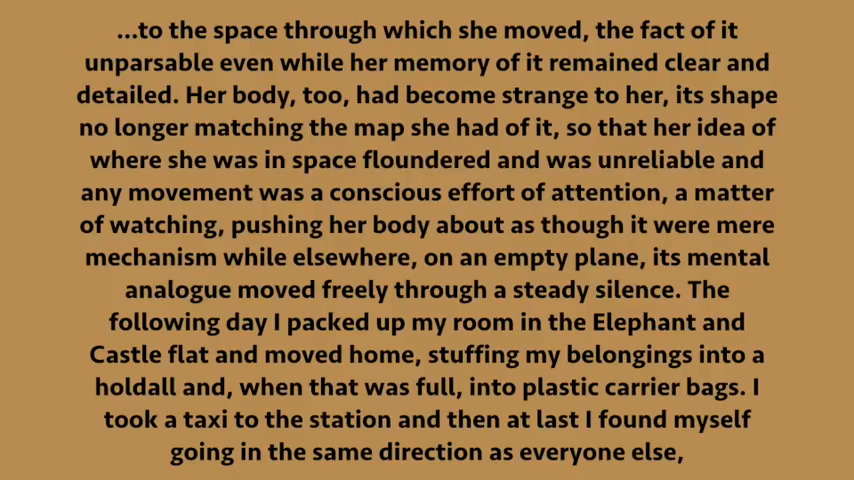 ...to the space through which she moved, the fact of it
unparsable even while her memory of it remained clear and
detailed. Her body, too, had become strange to her, its shape
no longer matching the map she had of it, so that her idea of
where she was in space floundered and was unreliable and
any movement was a conscious effort of attention, a matter
of watching, pushing her body about as though it were mere
mechanism while elsewhere, on an empty plane, its mental
analogue moved freely through a steady silence. The
following day I packed up my room in the Elephant and
Castle flat and moved home, stuffing my belongings into a
holdall and, when that was full, into plastic carrier bags. I
took a taxi to the station and then at last I found myself
going in the same direction as everyone else,